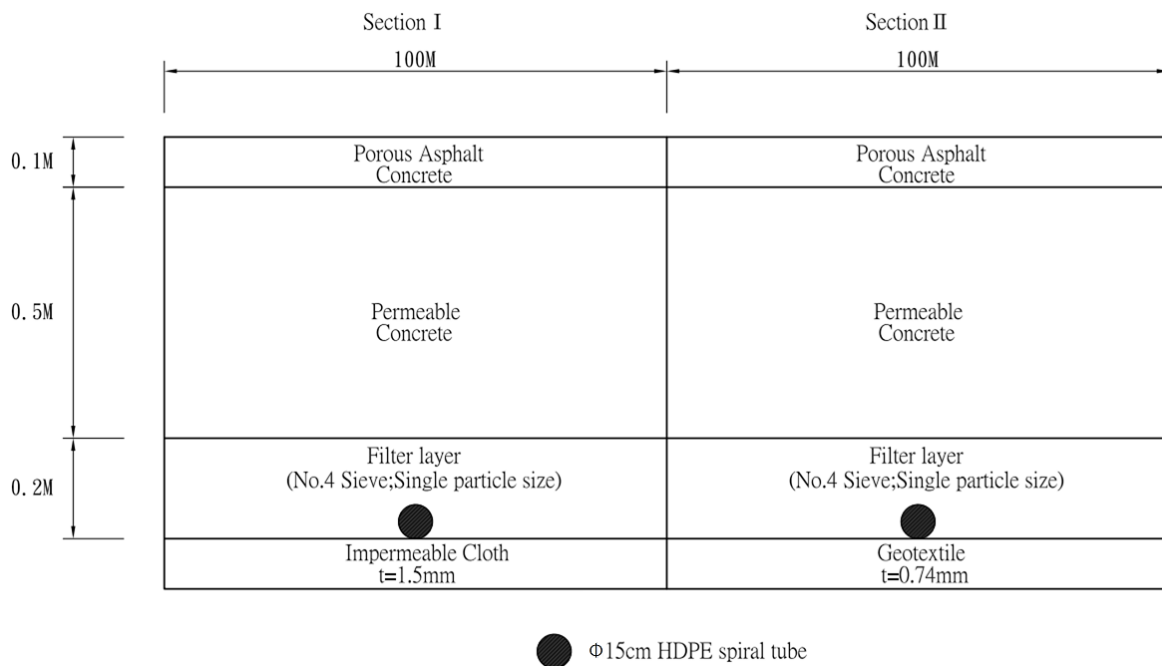 Section Ⅰ
Section Ⅱ
100M
100M
0.1M
Porous Asphalt
Concrete
Porous Asphalt
Concrete
0.5M
Permeable
Concrete
Permeable
Concrete
0.2M
Filter layer
(No.4 Sieve;Single particle size)
Filter layer
(No.4 Sieve;Single particle size)
Impermeable Cloth
t=1.5mm
Geotextile
t=0.74mm
Φ15cm HDPE spiral tube